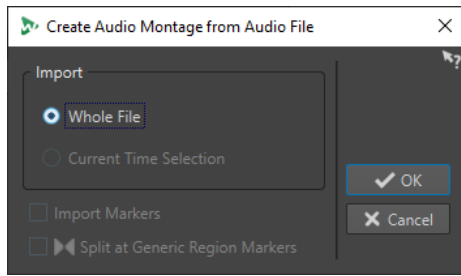 Create Audio Montage from Audio File
Import
Whole File
Current Time Selection
OK
Import Markers
Cancel
Split at Generic Region Markers